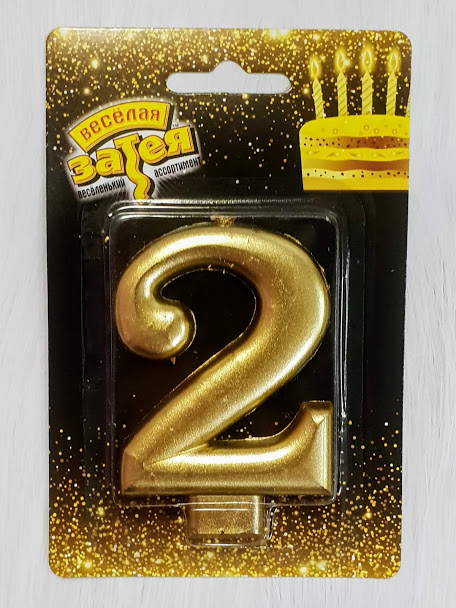 весёлая
затея
весёленький ассортимент
2